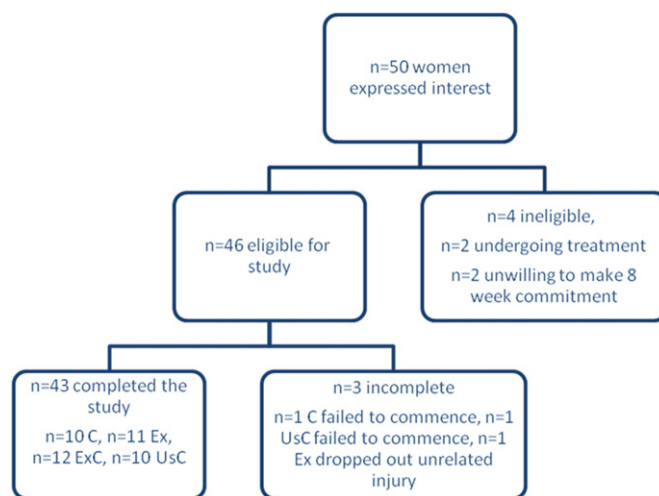 n=50 women
expressed interest
n=46 eligible for
study
n=4 ineligible,
n=2 undergoing treatment
n=2 unwilling to make 8
week commitment
n=43 completed the
study
n=10 C, n=11 Ex,
n=12 ExC, n=10 UsC
n=3 incomplete
n=1 C failed to commence, n=1
UsC failed to commence, n=1
Ex dropped out unrelated
injury